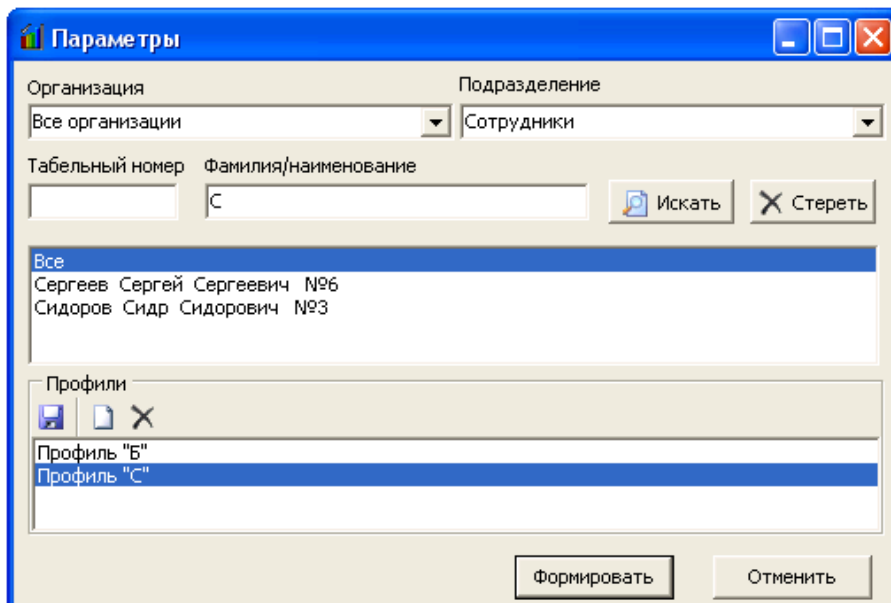 Параметры
Организация
Подразделение
Все организации
Сотрудники
Табельный номер Фамилия/наименование
С
Искать
Стереть
Все
Сергеев Сергей Сергеевич №6
Сидоров Сидр Сидорович №3
Профили
Профиль "Б"
Профиль "С"
Формировать
Отменить